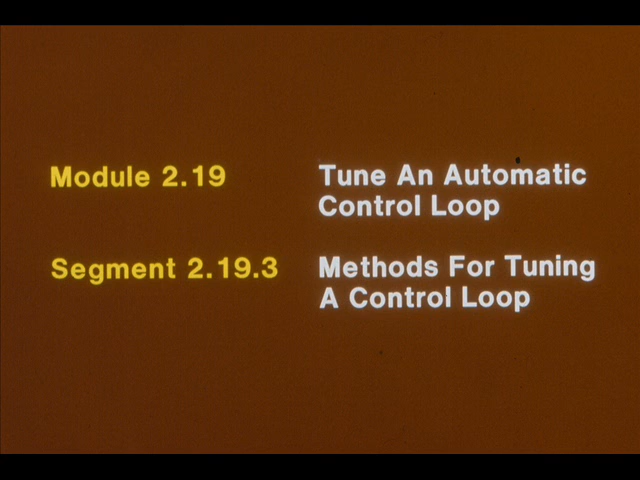 Module 2.19 Tune An Automatic
Control Loop
Segment 2.19.3 Methods For Tuning
A Control Loop